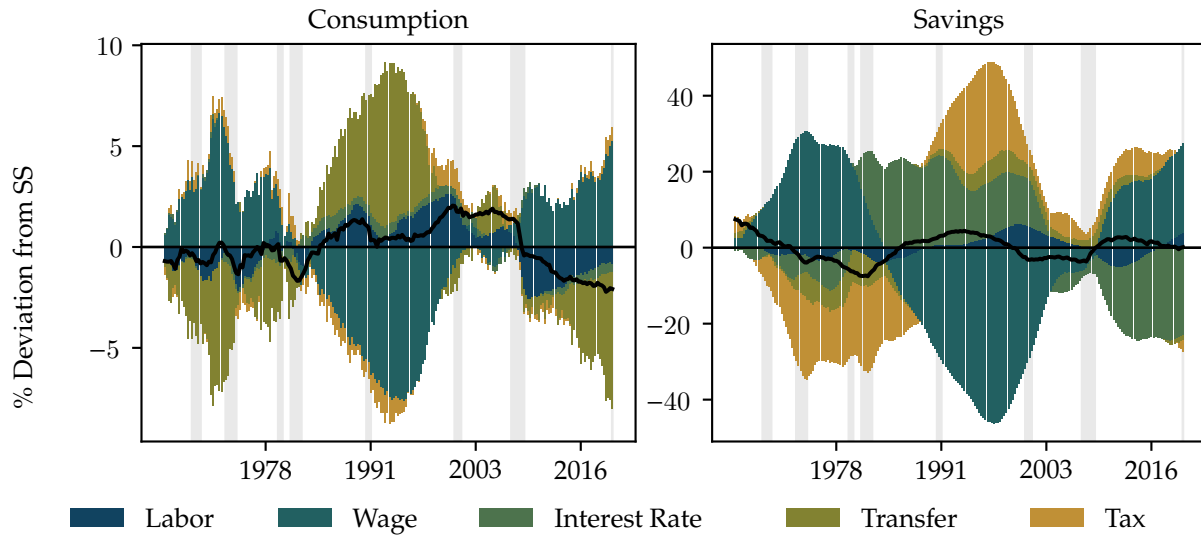 Consumption
Savings
% Deviation from SS
10
5
0
−5
40
20
0
−20
−40
1978
1991
2003
2016
1978
1991
2003
2016
Labor
Wage
Interest Rate
Transfer
Tax